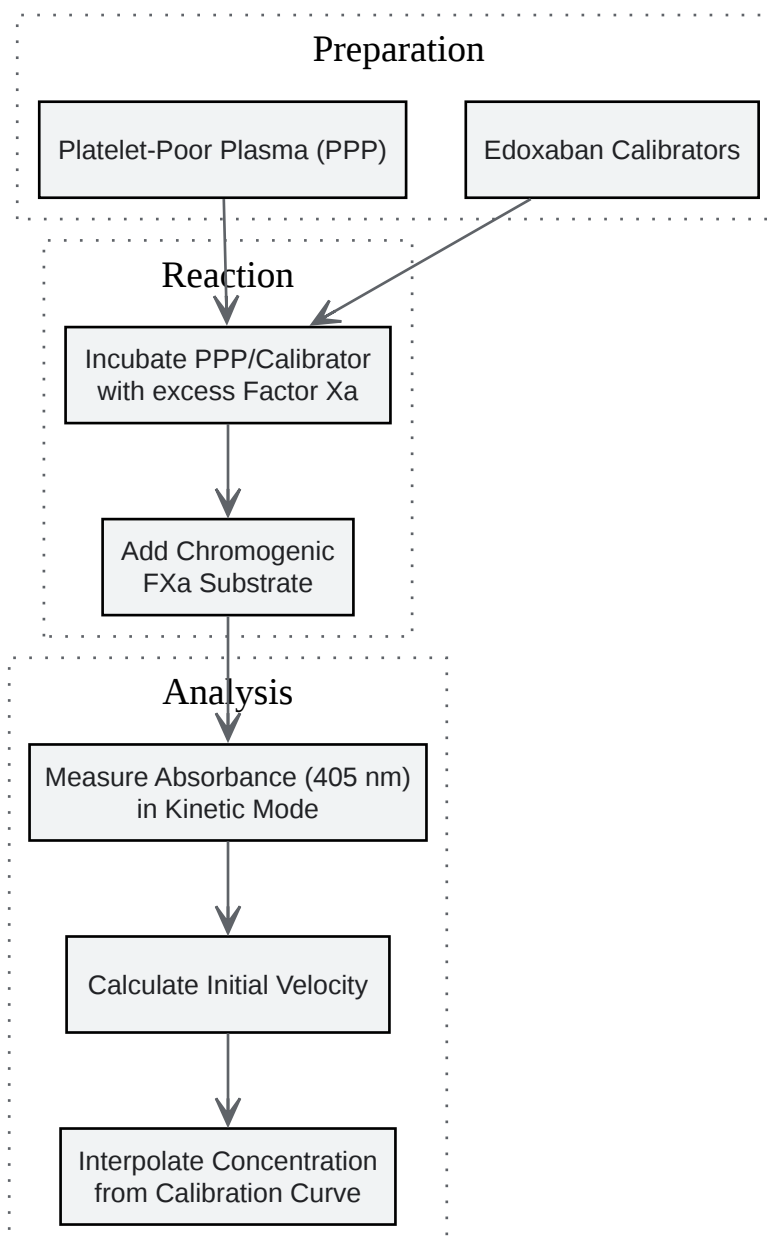 Preparation
Platelet-Poor Plasma (PPP)
Edoxaban Calibrators
Reaction
Incubate PPP/Calibrator
with excess Factor Xa
Add Chromogenic
FXa Substrate
Analysis
Measure Absorbance (405 nm)
in Kinetic Mode
Calculate Initial Velocity
Interpolate Concentration
from Calibration Curve